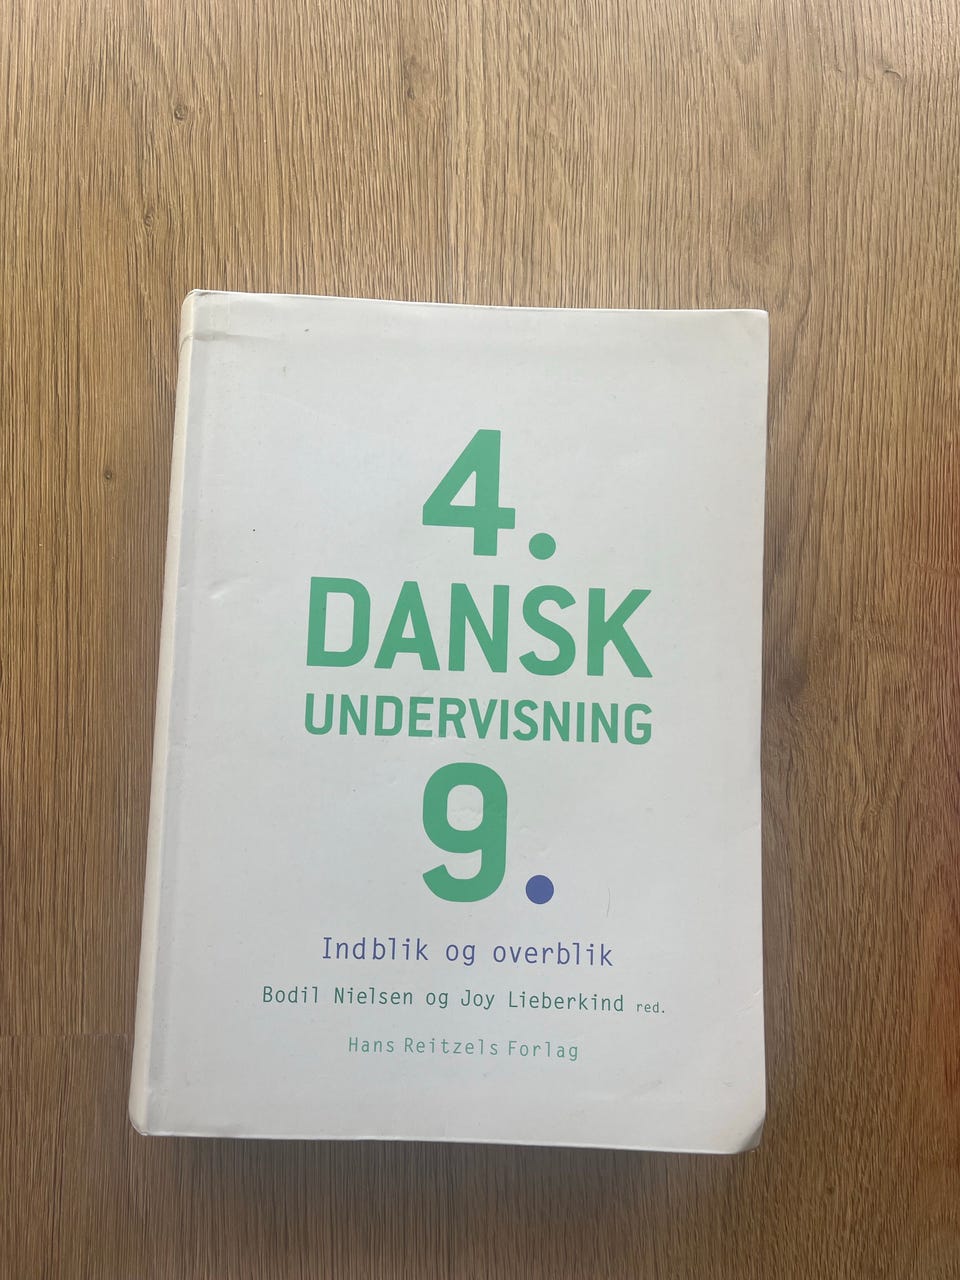 4.
DANSK
UNDERVISNING
9.
Indblik og overblik
Bodil Nielsen og Joy Lieberkind red.
Hans Reitzels Forlag